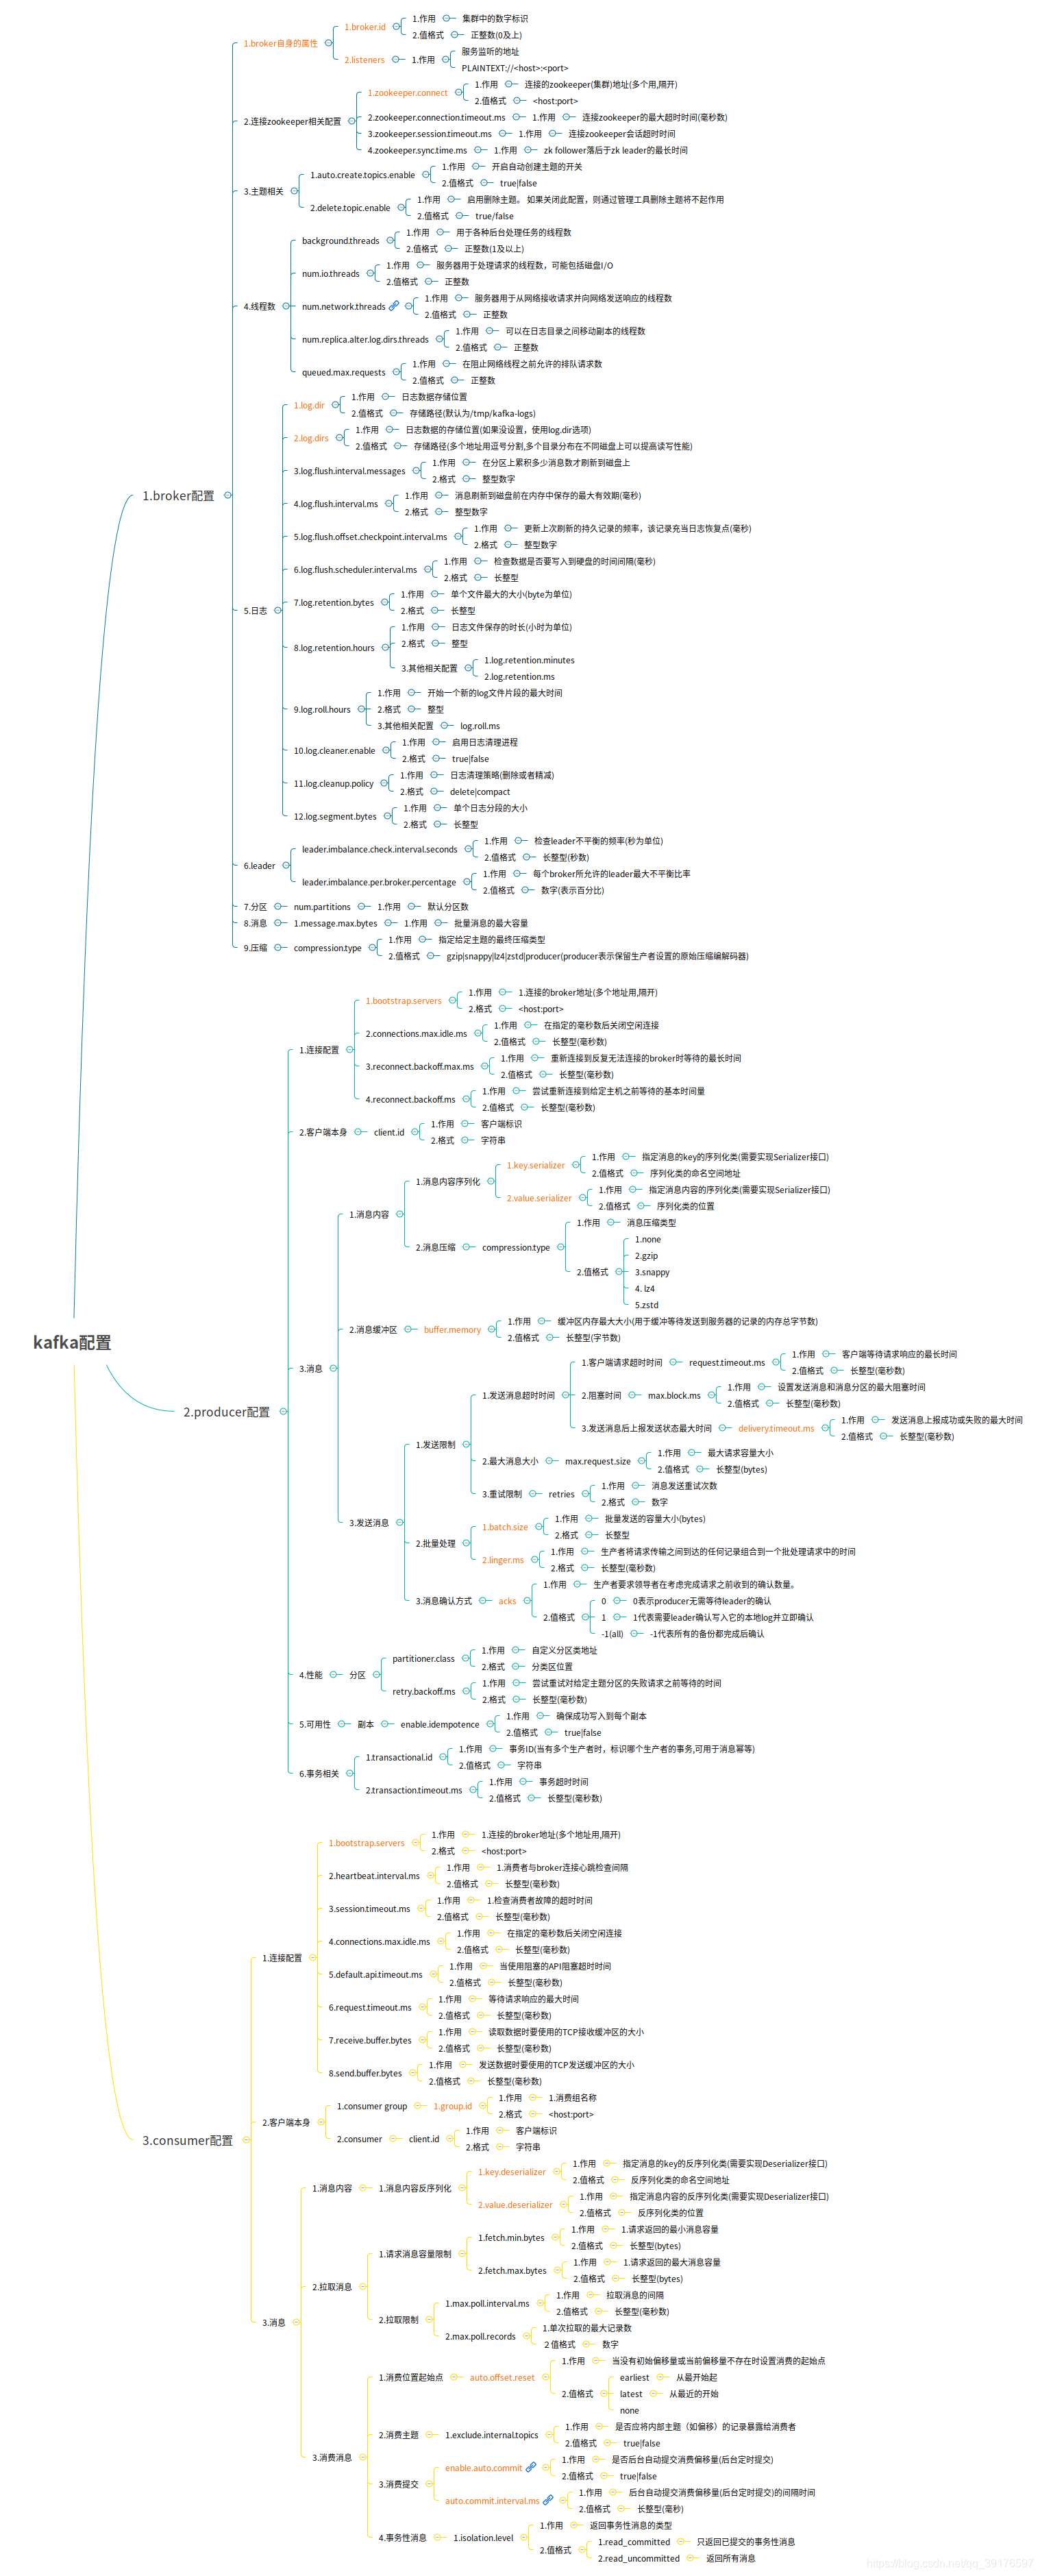 kafka配置
1.broker配置
1.broker自身的属性
1.broker.id
1.作用 集群中的数字标识
2.值格式 正整数(0及上)
2.listeners
1.作用 服务监听的地址
PLAINTEXT://<host>:<port>
2.连接zookeeper相关配置
1.zookeeper.connect
1.作用 连接的zookeeper(集群)地址(多个用,隔开)
2.值格式 <host:port>
2.zookeeper.connection.timeout.ms 1.作用 连接zookeeper的最大超时时间(毫秒数)
3.zookeeper.session.timeout.ms 1.作用 连接zookeeper会话超时时间
4.zookeeper.sync.time.ms 1.作用 zk follower落后于zk leader的最长时间
3.主题相关
1.auto.create.topics.enable
1.作用 开启自动创建主题的开关
2.值格式 true|false
2.delete.topic.enable
1.作用 启用删除主题。 如果关闭此配置，则通过管理工具删除主题将不起作用
2.值格式 true/false
4.线程数
background.threads
1.作用 用于各种后台处理任务的线程数
2.值格式 正整数(1及以上)
num.io.threads
1.作用 服务器用于处理请求的线程数，可能包括磁盘I/O
2.值格式 正整数
num.network.threads
1.作用 服务器用于从网络接收请求并向网络发送响应的线程数
2.值格式 正整数
num.replica.alter.log.dirs.threads
1.作用 可以在日志目录之间移动副本的线程数
2.值格式 正整数
queued.max.requests
1.作用 在阻止网络线程之前允许的排队请求数
2.值格式 正整数
5.日志
1.log.dir
1.作用 日志数据存储位置
2.值格式 存储路径(默认为/tmp/kafka-logs)
2.log.dirs
1.作用 日志数据的存储位置(如果没设置，使用log.dir选项)
2.值格式 存储路径(多个地址用逗号分割,多个目录分布在不同磁盘上可以提高读写性能)
3.log.flush.interval.messages
1.作用 在分区上累积多少消息数才刷新到磁盘上
2.格式 整型数字
4.log.flush.interval.ms
1.作用 消息刷新到磁盘前在内存中保存的最大有效期(毫秒)
2.格式 整型数字
5.log.flush.offset.checkpoint.interval.ms
1.作用 更新上次刷新的持久记录的频率，该记录充当日志恢复点(毫秒)
2.格式 整型数字
6.log.flush.scheduler.interval.ms
1.作用 检查数据是否要写入到硬盘的时间间隔(毫秒)
2.格式 长整型
7.log.retention.bytes
1.作用 单个文件最大的大小(byte为单位)
2.格式 长整型
8.log.retention.hours
1.作用 日志文件保存的时长(小时为单位)
2.格式 整型
3.其他相关配置
1.log.retention.minutes
2.log.retention.ms
9.log.roll.hours
1.作用 开始一个新的log文件片段的最大时间
2.格式 整型
3.其他相关配置 log.roll.ms
10.log.cleaner.enable
1.作用 启用日志清理进程
2.格式 true|false
11.log.cleanup.policy
1.作用 日志清理策略(删除或者精减)
2.格式 delete|compact
12.log.segment.bytes
1.作用 单个日志分段的大小
2.格式 长整型
6.leader
leader.imbalance.check.interval.seconds
1.作用 检查leader不平衡的频率(秒为单位)
2.值格式 长整型(秒数)
leader.imbalance.per.broker.percentage
1.作用 每个broker所允许的leader最大不平衡比率
2.值格式 数字(表示百分比)
7.分区 num.partitions 1.作用 默认分区数
8.消息 1.message.max.bytes 1.作用 批量消息的最大容量
9.压缩 compression.type
1.作用 指定给定主题的最终压缩类型
2.值格式 gzip|snappy|lz4|zstd|producer(producer表示保留生产者设置的原始压缩编解码器)
2.producer配置
1.连接配置
1.bootstrap.servers
1.作用 1.连接的broker地址(多个地址用,隔开)
2.格式 <host:port>
2.connections.max.idle.ms
1.作用 在指定的毫秒数后关闭空闲连接
2.值格式 长整型(毫秒数)
3.reconnect.backoff.max.ms
1.作用 重新连接到反复无法连接的broker时等待的最长时间
2.值格式 长整型(毫秒数)
4.reconnect.backoff.ms
1.作用 尝试重新连接到给定主机之前等待的基本时间量
2.值格式 长整型(毫秒数)
2.客户端本身 client.id
1.作用 客户端标识
2.格式 字符串
3.消息
1.消息内容
1.消息内容序列化
1.key.serializer
1.作用 指定消息的key的序列化类(需要实现Serializer接口)
2.值格式 序列化类的命名空间地址
2.value.serializer
1.作用 指定消息内容的序列化类(需要实现Serializer接口)
2.值格式 序列化类的位置
2.消息压缩 compression.type
1.作用 消息压缩类型
2.值格式
1.none
2.gzip
3.snappy
4. lz4
5.zstd
2.消息缓冲区 buffer.memory
1.作用 缓冲区内存最大大小(用于缓冲等待发送到服务器的记录的内存总字节数)
2.值格式 长整型(字节数)
3.发送消息
1.发送限制
1.发送消息超时时间
1.客户端请求超时时间 request.timeout.ms
1.作用 客户端等待请求响应的最长时间
2.值格式 长整型(毫秒数)
2.阻塞时间 max.block.ms
1.作用 设置发送消息和消息分区的最大阻塞时间
2.值格式 长整型(毫秒数)
3.发送消息后上报发送状态最大时间 delivery.timeout.ms
1.作用 发送消息上报成功或失败的最大时间
2.值格式 长整型(毫秒数)
2.最大消息大小 max.request.size
1.作用 最大请求容量大小
2.值格式 长整型(bytes)
3.重试限制 retries
1.作用 消息发送重试次数
2.格式 数字
2.批量处理
1.batch.size
1.作用 批量发送的容量大小(bytes)
2.格式 长整型
2.linger.ms
1.作用 生产者将请求传输之间到达的任何记录组合到一个批处理请求中的时间
2.格式 长整型(毫秒数)
3.消息确认方式 acks
1.作用 生产者要求领导者在考虑完成请求之前收到的确认数量。
2.值格式
0 0表示producer无需等待leader的确认
1 1代表需要leader确认写入它的本地log并立即确认
-1(all) -1代表所有的备份都完成后确认
4.性能 分区
partitioner.class
1.作用 自定义分区类地址
2.格式 分类区位置
retry.backoff.ms
1.作用 尝试重试对给定主题分区的失败请求之前等待的时间
2.格式 长整型(毫秒数)
5.可用性 副本 enable.idempotence
1.作用 确保成功写入到每个副本
2.值格式 true|false
6.事务相关
1.transactional.id
1.作用 事务ID(当有多个生产者时，标识哪个生产者的事务,可用于消息幂等)
2.值格式 字符串
2.transaction.timeout.ms
1.作用 事务超时时间
2.值格式 长整型(毫秒数)
3.consumer配置
1.连接配置
1.bootstrap.servers
1.作用 1.连接的broker地址(多个地址用,隔开)
2.格式 <host:port>
2.heartbeat.interval.ms
1.作用 1.消费者与broker连接心跳检查间隔
2.值格式 长整型(毫秒数)
3.session.timeout.ms
1.作用 1.检查消费者故障的超时时间
2.值格式 长整型(毫秒数)
4.connections.max.idle.ms
1.作用 在指定的毫秒数后关闭空闲连接
2.值格式 长整型(毫秒数)
5.default.api.timeout.ms
1.作用 当使用阻塞的API阻塞超时时间
2.值格式 长整型(毫秒数)
6.request.timeout.ms
1.作用 等待请求响应的最大时间
2.值格式 长整型(毫秒数)
7.receive.buffer.bytes
1.作用 读取数据时要使用的TCP接收缓冲区的大小
2.值格式 长整型(毫秒数)
8.send.buffer.bytes
1.作用 发送数据时要使用的TCP发送缓冲区的大小
2.值格式 长整型(毫秒数)
2.客户端本身
1.consumer group 1.group.id
1.作用 1.消费组名称
2.格式 <host:port>
2.consumer client.id
1.作用 客户端标识
2.格式 字符串
3.消息
1.消息内容 1.消息内容反序列化
1.key.deserializer
1.作用 指定消息的key的反序列化类(需要实现Deserializer接口)
2.值格式 反序列化类的命名空间地址
2.value.deserializer
1.作用 指定消息内容的反序列化类(需要实现Deserializer接口)
2.值格式 反序列化类的位置
2.拉取消息
1.请求消息容量限制
1.fetch.min.bytes
1.作用 1.请求返回的最小消息容量
2.值格式 长整型(bytes)
2.fetch.max.bytes
1.作用 1.请求返回的最大消息容量
2.值格式 长整型(bytes)
2.拉取限制
1.max.poll.interval.ms
1.作用 拉取消息的间隔
2.值格式 长整型(毫秒数)
2.max.poll.records
1.单次拉取的最大记录数
2 值格式 数字
3.消费消息
1.消费位置起始点 auto.offset.reset
1.作用 当没有初始偏移量或当前偏移量不存在时设置消费的起始点
2.值格式
earliest 从最开始起
latest 从最近的开始
none
2.消费主题 1.exclude.internal.topics
1.作用 是否应将内部主题（如偏移）的记录暴露给消费者
2.值格式 true|false
3.消费提交
enable.auto.commit
1.作用 是否后台自动提交消费偏移量(后台定时提交)
2.值格式 true|false
auto.commit.interval.ms
1.作用 后台自动提交消费偏移量(后台定时提交)的间隔时间
2.值格式 长整型(毫秒)
4.事务性消息 1.isolation.level
1.作用 返回事务性消息的类型
2.值格式
1.read_committed 只返回已提交的事务性消息
2.read_uncommitted 返回所有消息
https://blog.csdn.net/qq_39176597